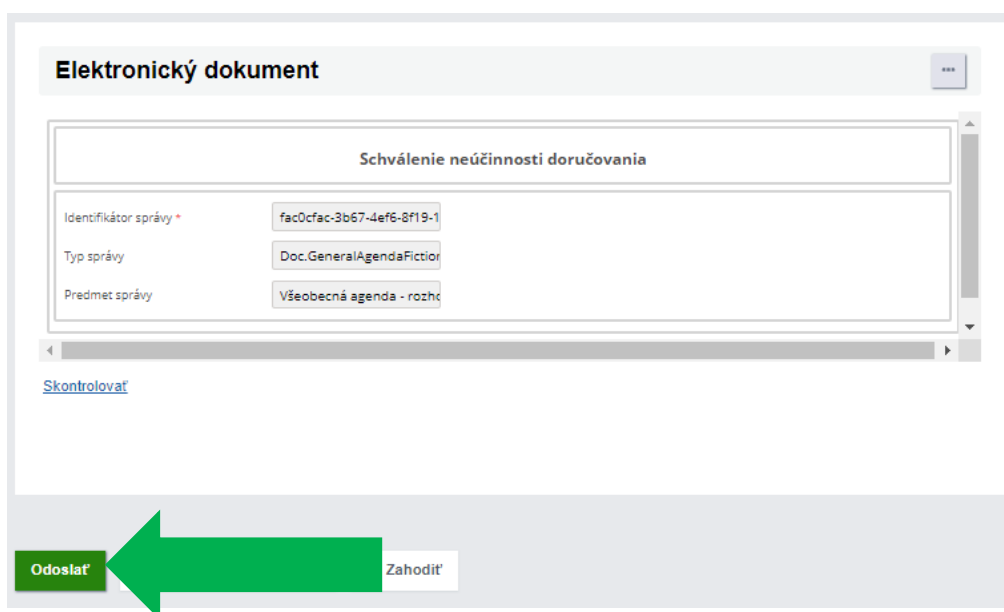 Elektronický dokument
Schválenie neúčinnosti doručovania
Identifikátor správy * fac0cfac-3b67-4ef6-8f19-1
Typ správy Doc.GeneralAgendaFiction
Predmet správy Všeobecná agenda - rozho
Skontrolovať
Odoslať Zahodiť